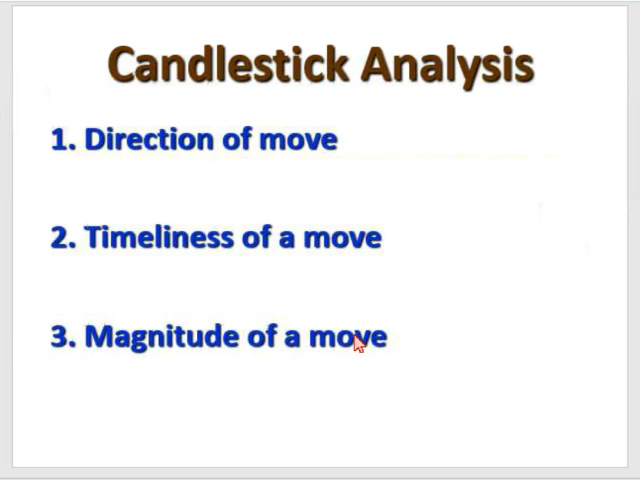 Candlestick Analysis
1. Direction of move
2. Timeliness of a move
3. Magnitude of a move